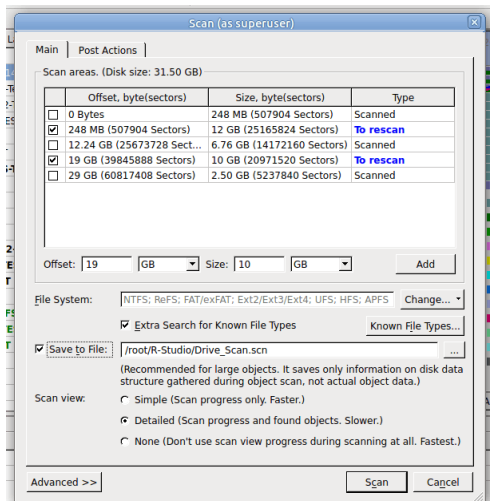 Scan (as superuser)
Main Post Actions
Scan areas. (Disk size: 31.50 GB)
Offset, byte(sectors) Size, byte(sectors) Type
0 Bytes 248 MB (507904 Sectors) Scanned
248 MB (507904 Sectors) 12 GB (25165824 Sectors) To rescan
12.24 GB (25673728 Sect... 6.76 GB (14172160 Sectors) Scanned
19 GB (39845888 Sectors) 10 GB (20971520 Sectors) To rescan
29 GB (60817408 Sectors) 2.50 GB (5237840 Sectors) Scanned
Offset: 19 GB Size: 10 GB Add
File System: NTFS; ReFS; FAT/exFAT; Ext2/Ext3/Ext4; UFS; HFS; APFS Change...
Extra Search for Known File Types Known File Types...
Save to File: /root/R-Studio/Drive_Scan.scn ...
(Recommended for large objects. It saves only information on disk data
structure gathered during object scan, not actual object data.)
Scan view: Simple (Scan progress only. Faster.)
Detailed (Scan progress and found objects. Slower.)
None (Don't use scan view progress during scanning at all. Fastest.)
Advanced >> Scan Cancel